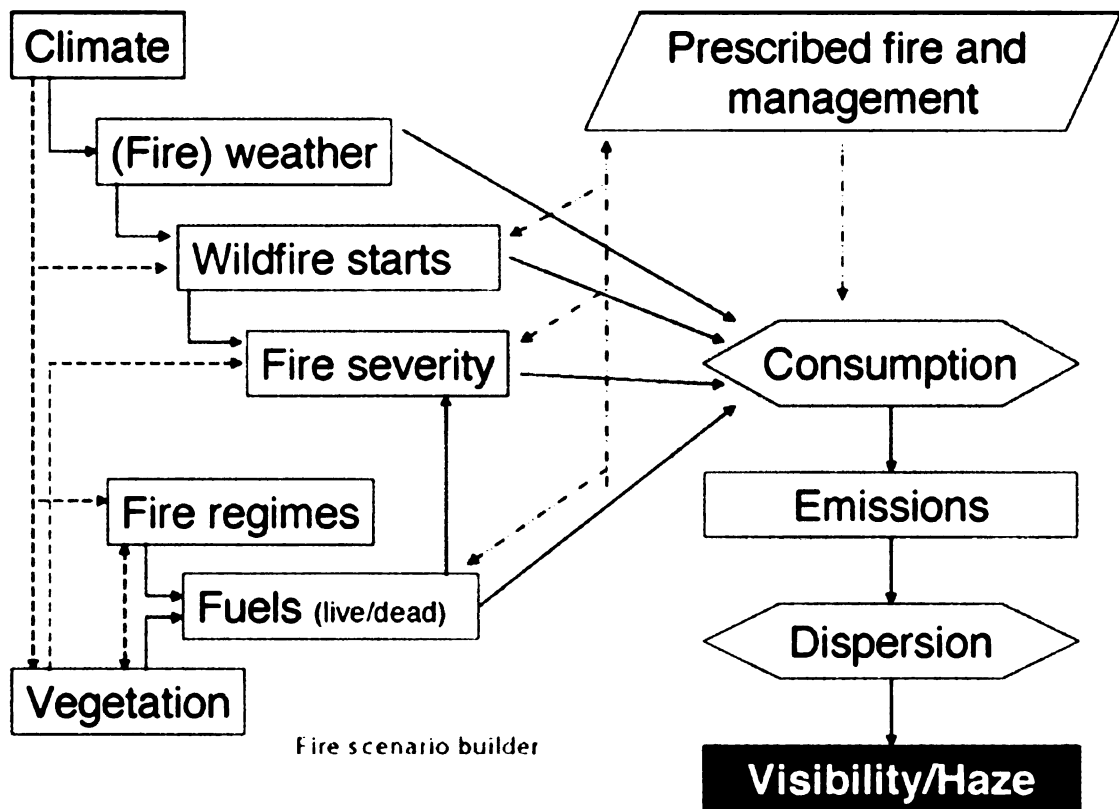 Climate
Prescribed fire and
management
(Fire) weather
Wildfire starts
Fire severity
Consumption
Fire regimes
Emissions
Fuels (live/dead)
Dispersion
Vegetation
Fire scenario builder
Visibility/Haze